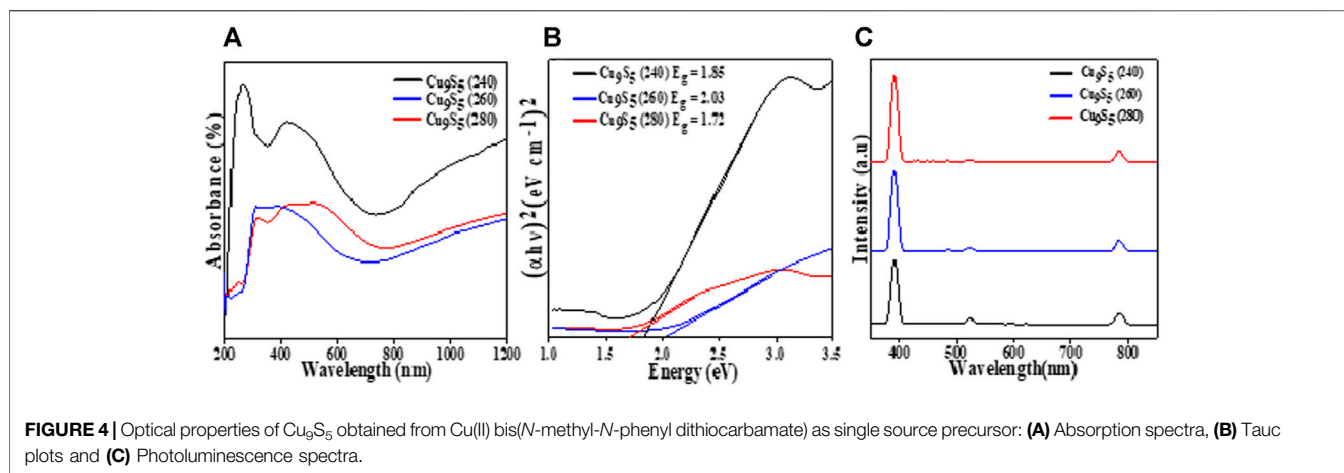 A
B
C
Cu₉S₅ (240)
Cu₉S₅ (260)
Cu₉S₅ (280)
Absorbance (%)
200 400 600 800 1000 1200
Wavelength (nm)
Cu₉S₅ (240) Eg = 1.85
Cu₉S₅ (260) Eg = 2.03
Cu₉S₅ (280) Eg = 1.72
(αhν)² (eV cm⁻¹)²
1.0 1.5 2.0 2.5 3.0 3.5
Energy (eV)
Cu₉S₅ (240)
Cu₉S₅ (260)
Cu₉S₅ (280)
Intensity (a.u)
400 500 600 700 800
Wavelength(nm)
FIGURE 4 | Optical properties of Cu₉S₅ obtained from Cu(II) bis(N-methyl-N-phenyl dithiocarbamate) as single source precursor: (A) Absorption spectra, (B) Tauc
plots and (C) Photoluminescence spectra.